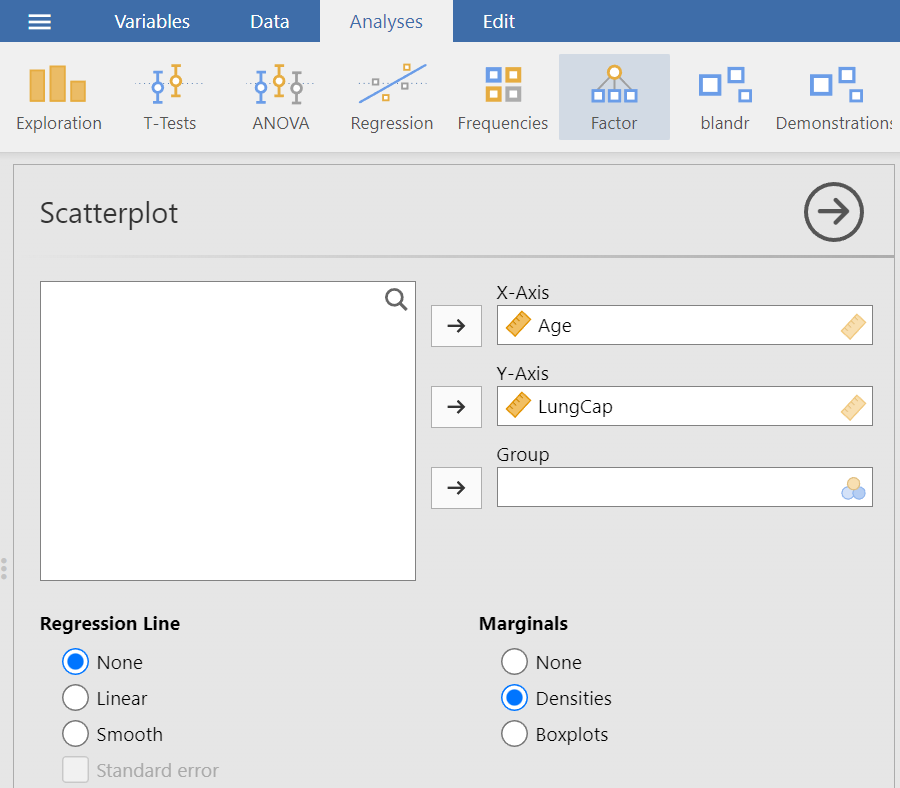 Variables Data Analyses Edit
Exploration T-Tests ANOVA Regression Frequencies Factor blandr Demonstrations
Scatterplot
X-Axis
Age
Y-Axis
LungCap
Group
Regression Line
None
Linear
Smooth
Standard error
Marginals
None
Densities
Boxplots